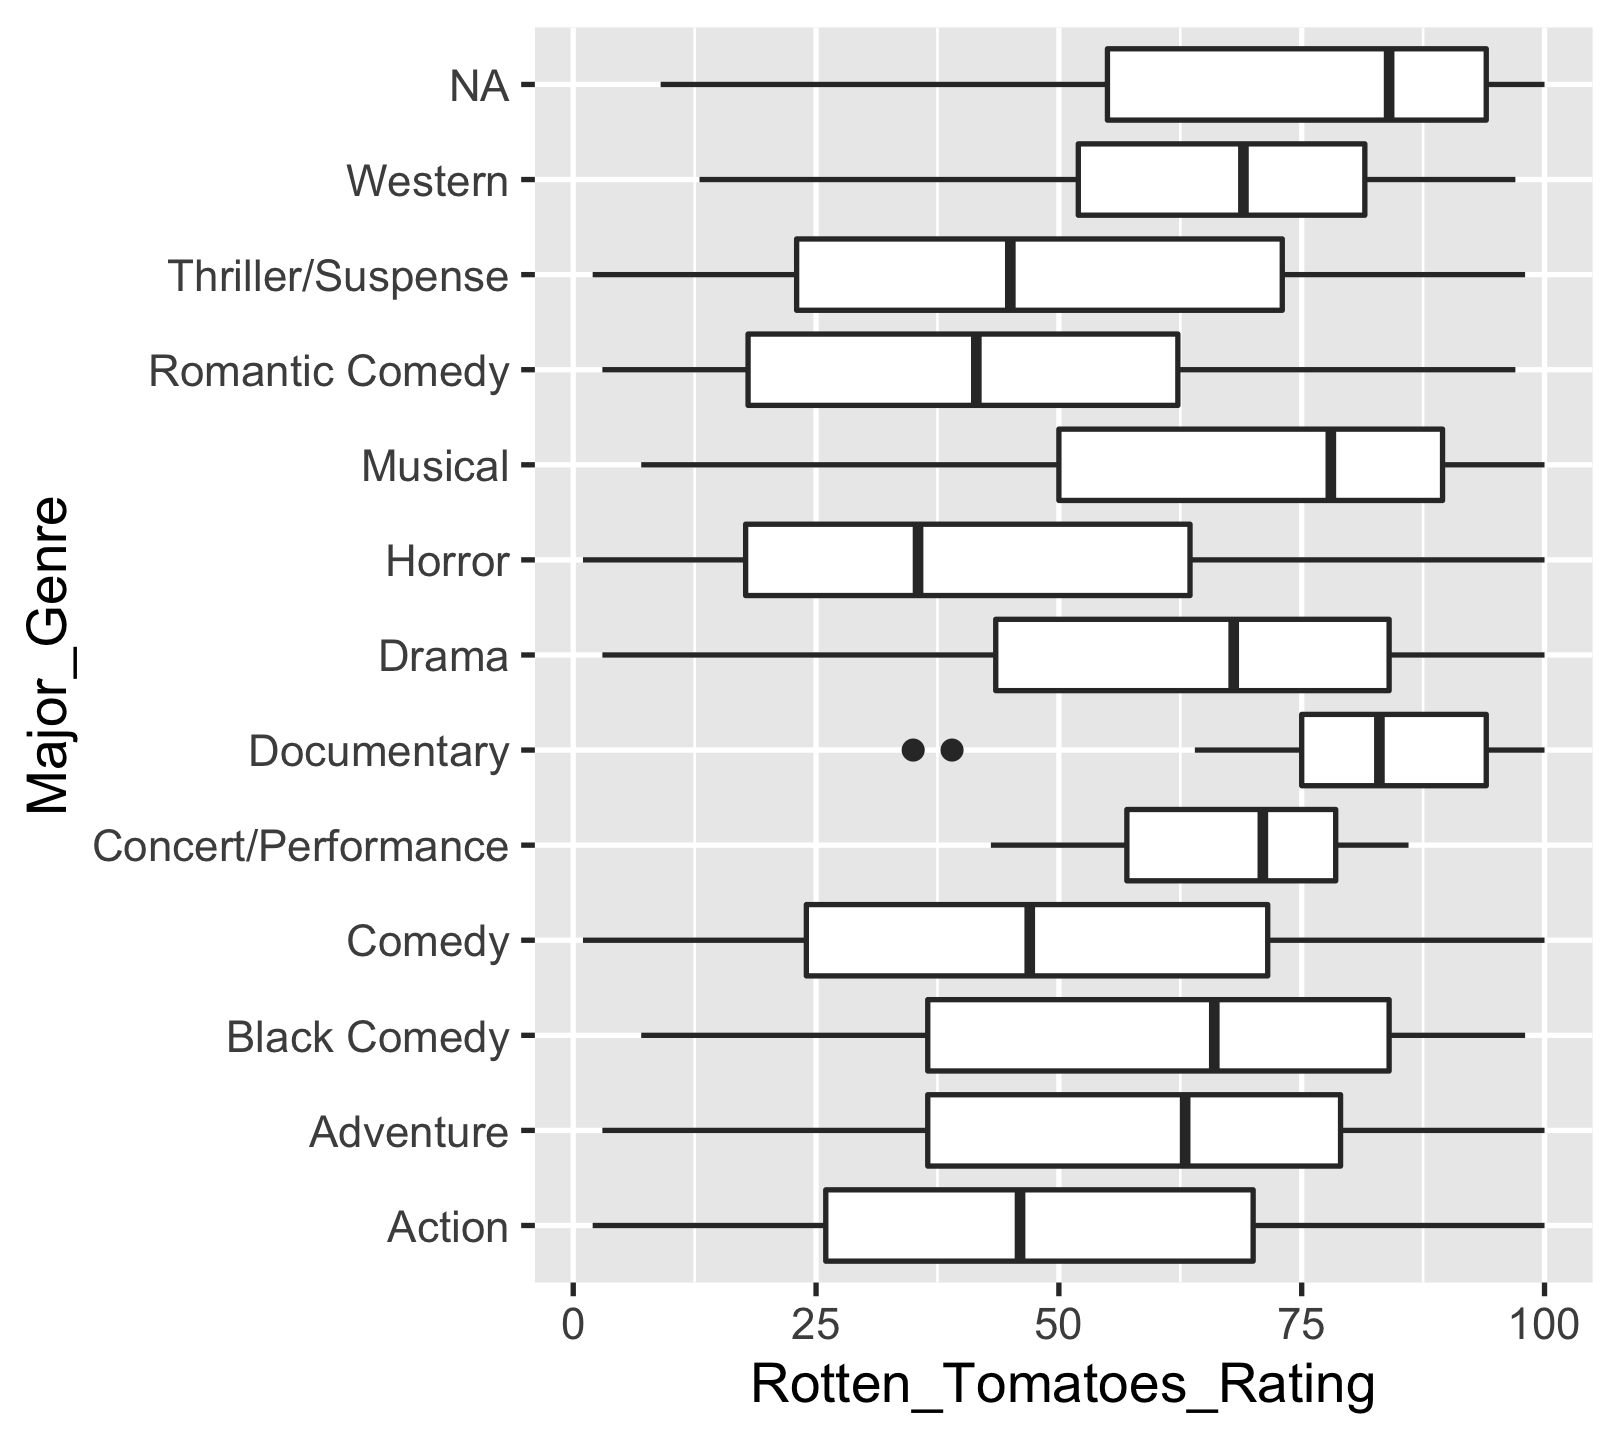 NA
Western
Thriller/Suspense
Romantic Comedy
Musical
Horror
Drama
Documentary
Concert/Performance
Comedy
Black Comedy
Adventure
Action
Major_Genre
0 25 50 75 100
Rotten_Tomatoes_Rating